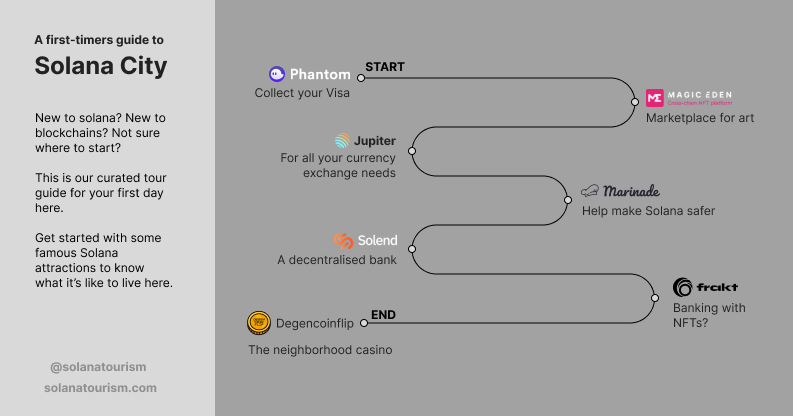 A first-timers guide to
Solana City
New to solana? New to
blockchains? Not sure
where to start?
This is our curated tour
guide for your first day
here.
Get started with some
famous Solana
attractions to know
what it's like to live here.
@solanatourism
solanatourism.com
Phantom
START
Collect your Visa
MAGIC EDEN
Cross-chain NFT platform
Marketplace for art
Jupiter
For all your currency
exchange needs
Marinade
Help make Solana safer
Solend
A decentralised bank
frakt
Banking with
NFTs?
Degencoinflip
END
The neighborhood casino